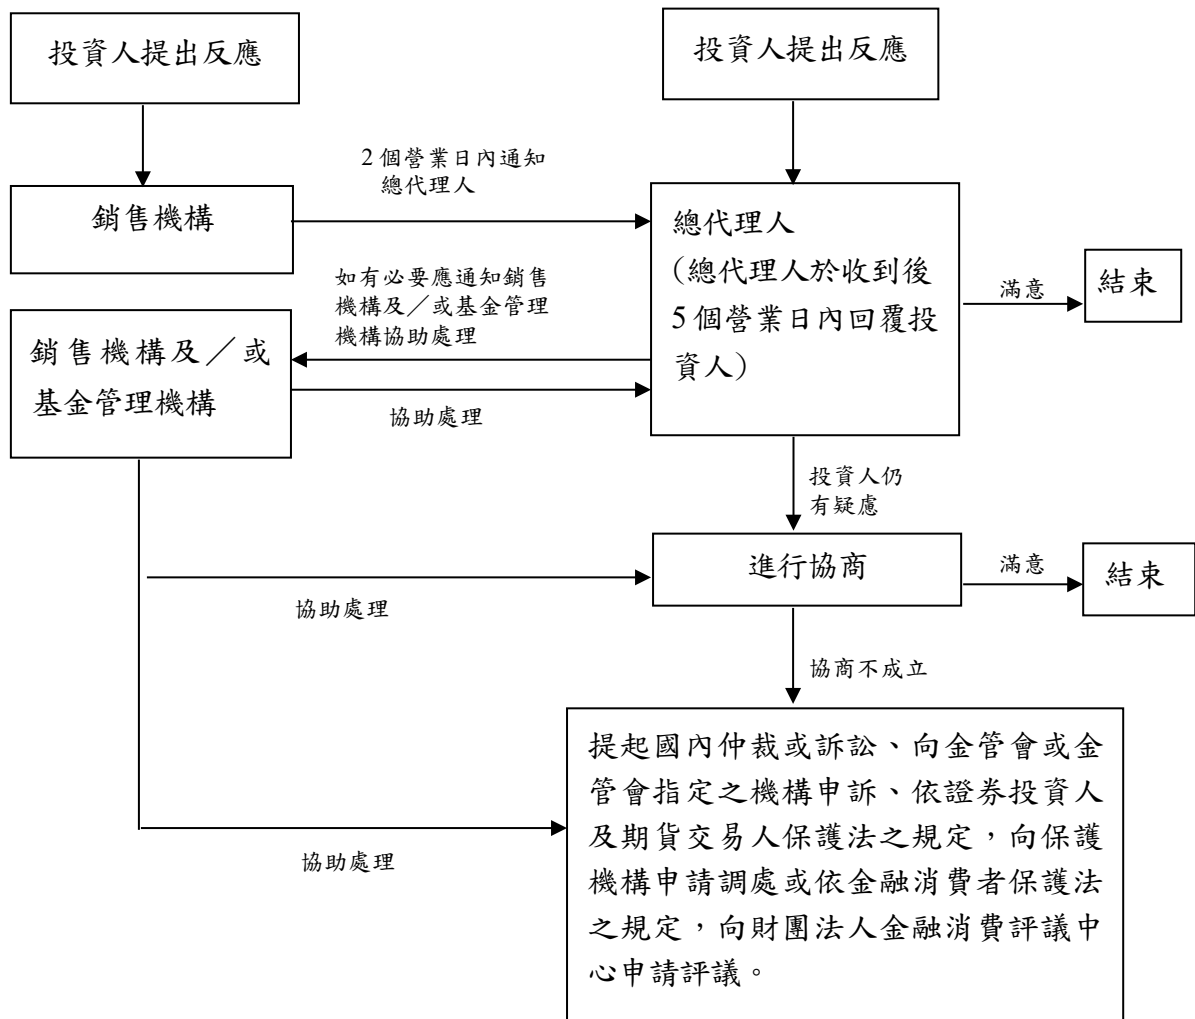 投資人提出反應
投資人提出反應
2 個營業日內通知
總代理人
銷售機構
總代理人
（總代理人於收到後
5 個營業日內回覆投
資人）
滿意
結束
如有必要應通知銷售
機構及／或基金管理
機構協助處理
銷售機構及／或
基金管理機構
協助處理
投資人仍
有疑慮
進行協商
滿意
結束
協助處理
協商不成立
提起國內仲裁或訴訟、向金管會或金
管會指定之機構申訴、依證券投資人
及期貨交易人保護法之規定，向保護
機構申請調處或依金融消費者保護法
之規定，向財團法人金融消費評議中
心申請評議。
協助處理